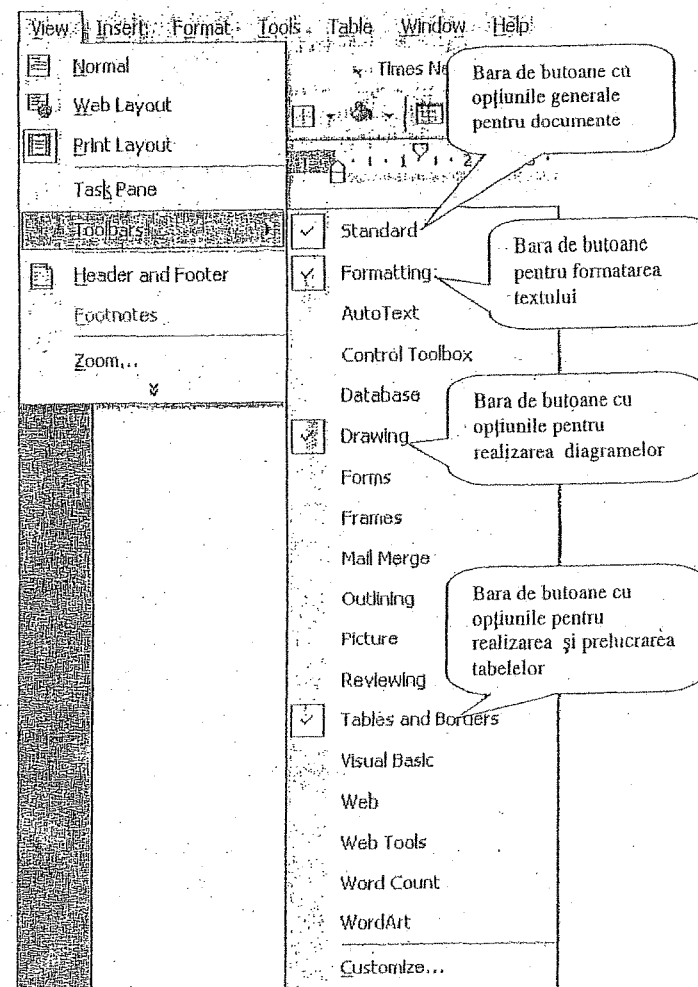 View Insert Format Tools Table Window Help
Normal
Web Layout
Print Layout
Task Pane
Toolbars
Header and Footer
Footnotes
Zoom...
Times Ne
1 2
Bara de butoane cu
opțiunile generale
pentru documente
Standard
Formatting
AutoText
Control Toolbox
Database
Drawing
Forms
Frames
Mail Merge
Outlining
Picture
Reviewing
Tables and Borders
Visual Basic
Web
Web Tools
Word Count
WordArt
Customize...
Bara de butoane
pentru formatarea
textului
Bara de butoane cu
opțiunile pentru
realizarea diagramelor
Bara de butoane cu
opțiunile pentru
realizarea și prelucrarea
tabelelor